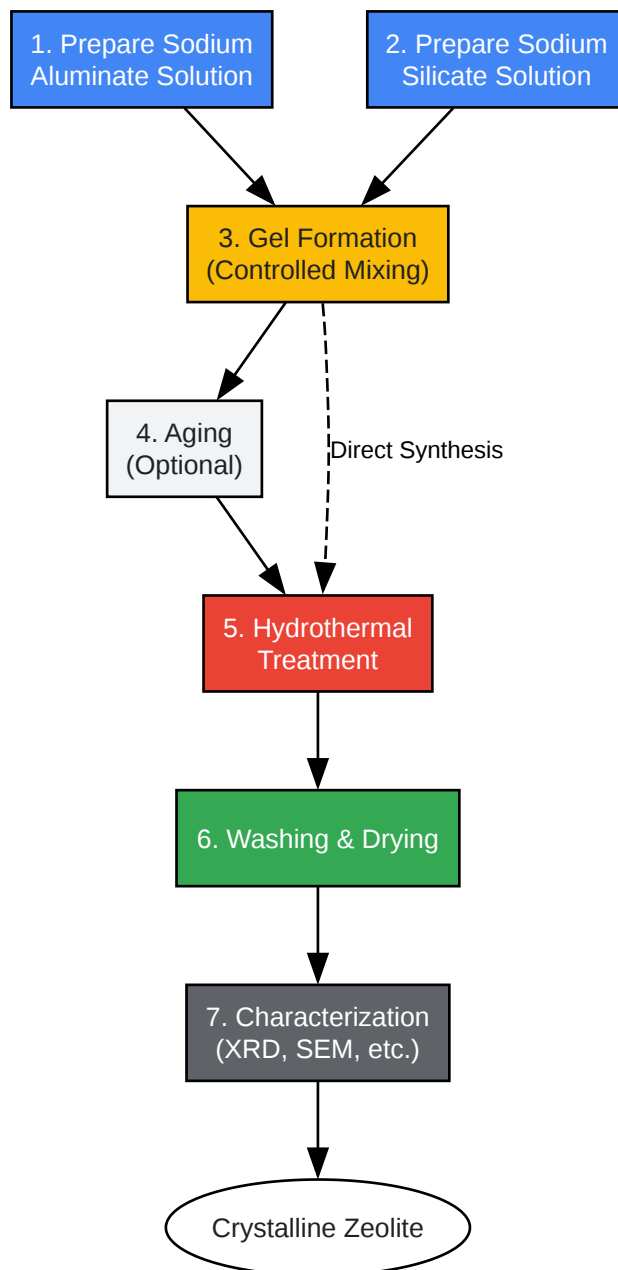 1. Prepare Sodium
Aluminate Solution
2. Prepare Sodium
Silicate Solution
3. Gel Formation
(Controlled Mixing)
4. Aging
(Optional)
Direct Synthesis
5. Hydrothermal
Treatment
6. Washing & Drying
7. Characterization
(XRD, SEM, etc.)
Crystalline Zeolite